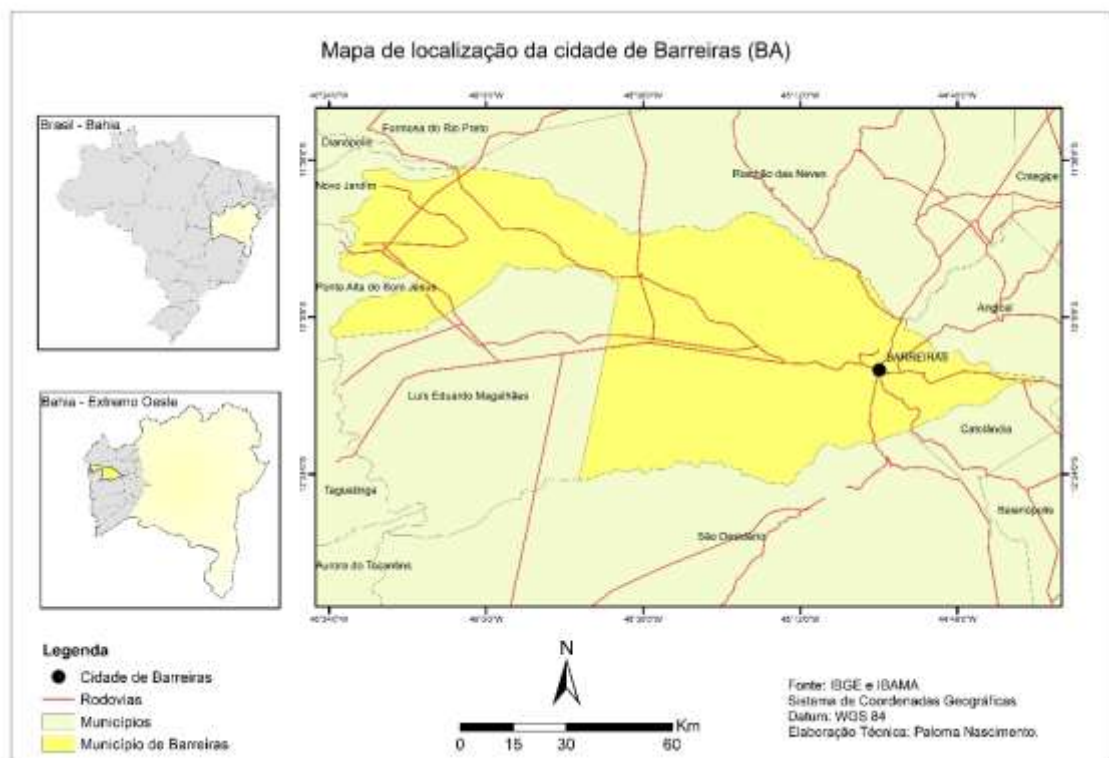 Mapa de localização da cidade de Barreiras (BA)
Brasil - Bahia
Bahia - Extremo Oeste
Formosa do Rio Preto
Dianópolis
Novo Jardim
Riachão das Neves
Cotegipe
Ponte Alta do Bom Jesus
Angical
BARREIRAS
Luís Eduardo Magalhães
Catolândia
Taguatinga
Baianópolis
São Desidério
Aurora do Tocantins
Legenda
Cidade de Barreiras
Rodovias
Municípios
Município de Barreiras
N
Km
0 15 30 60
Fonte: IBGE e IBAMA
Sistema de Coordenadas Geográficas
Datum: WGS 84
Elaboração Técnica: Paloma Nascimento.